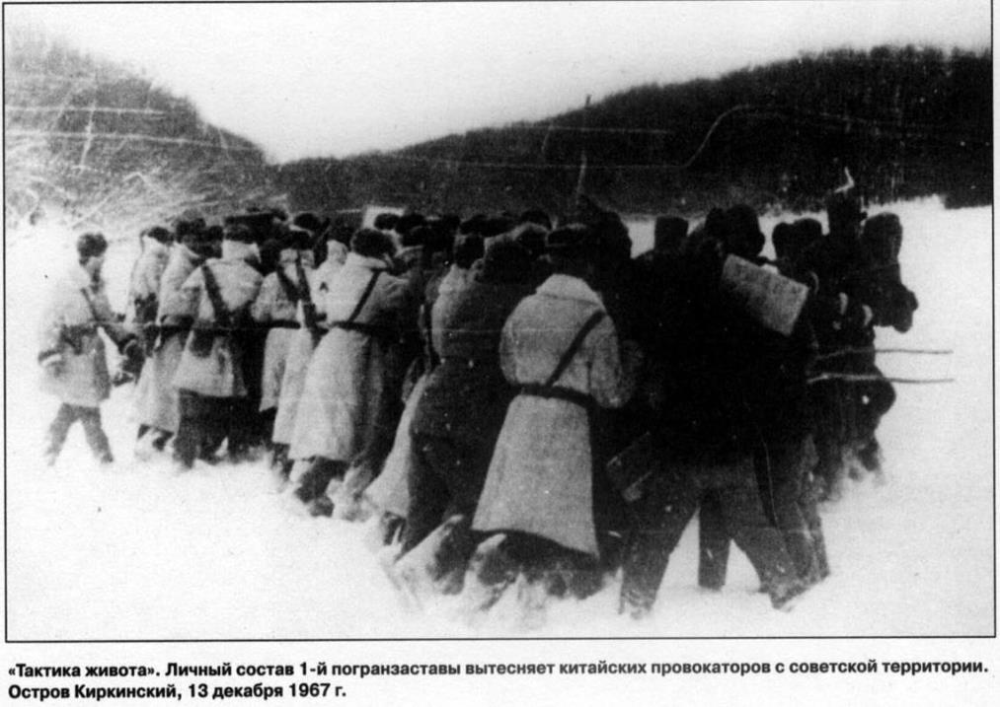 «Тактика живота». Личный состав 1-й погранзаставы вытесняет китайских провокаторов с советской территории.
Остров Киркинский, 13 декабря 1967 г.